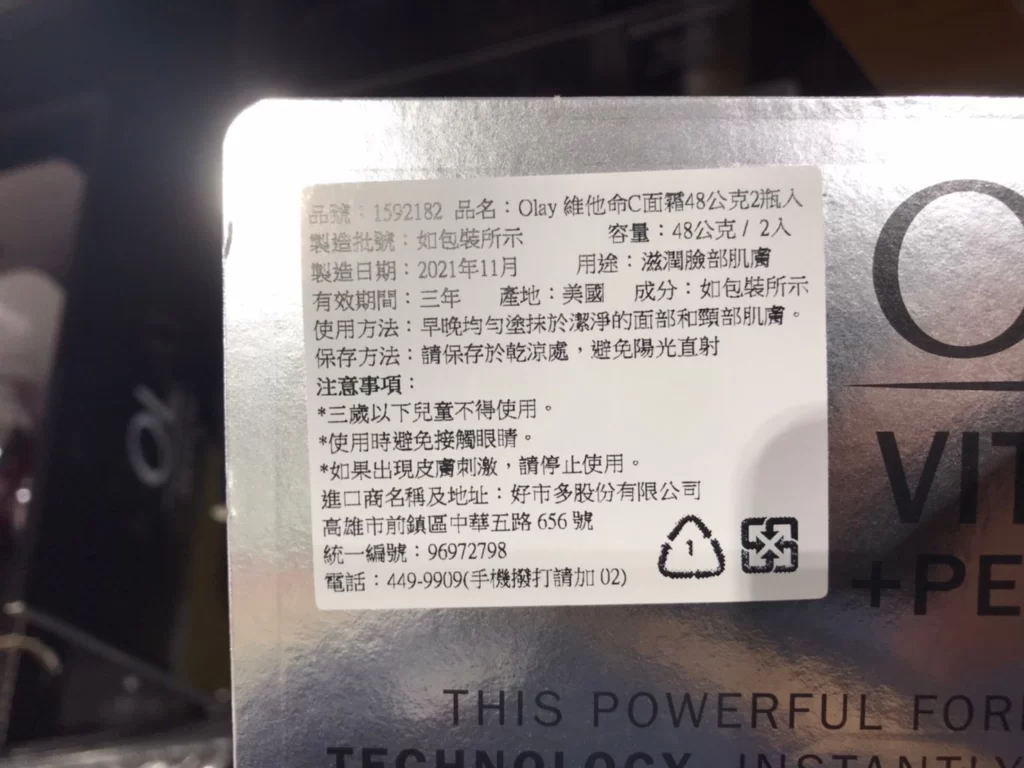 品號：1592182 品名：Olay 維他命C面霜48公克2瓶入
製造批號：如包裝所示 容量：48公克 / 2入
製造日期：2021年11月 用途：滋潤臉部肌膚
有效期間：三年 產地：美國 成分：如包裝所示
使用方法：早晚均勻塗抹於潔淨的面部和頸部肌膚。
保存方法：請保存於乾涼處，避免陽光直射
注意事項：
*三歲以下兒童不得使用。
*使用時避免接觸眼睛。
*如果出現皮膚刺激，請停止使用。
進口商名稱及地址：好市多股份有限公司
高雄市前鎮區中華五路 656 號
統一編號：96972798
電話：449-9909(手機撥打請加 02)
1
O
VIT
+PE
THIS POWERFUL FOR
TECHNOLOGY INSTANTLY